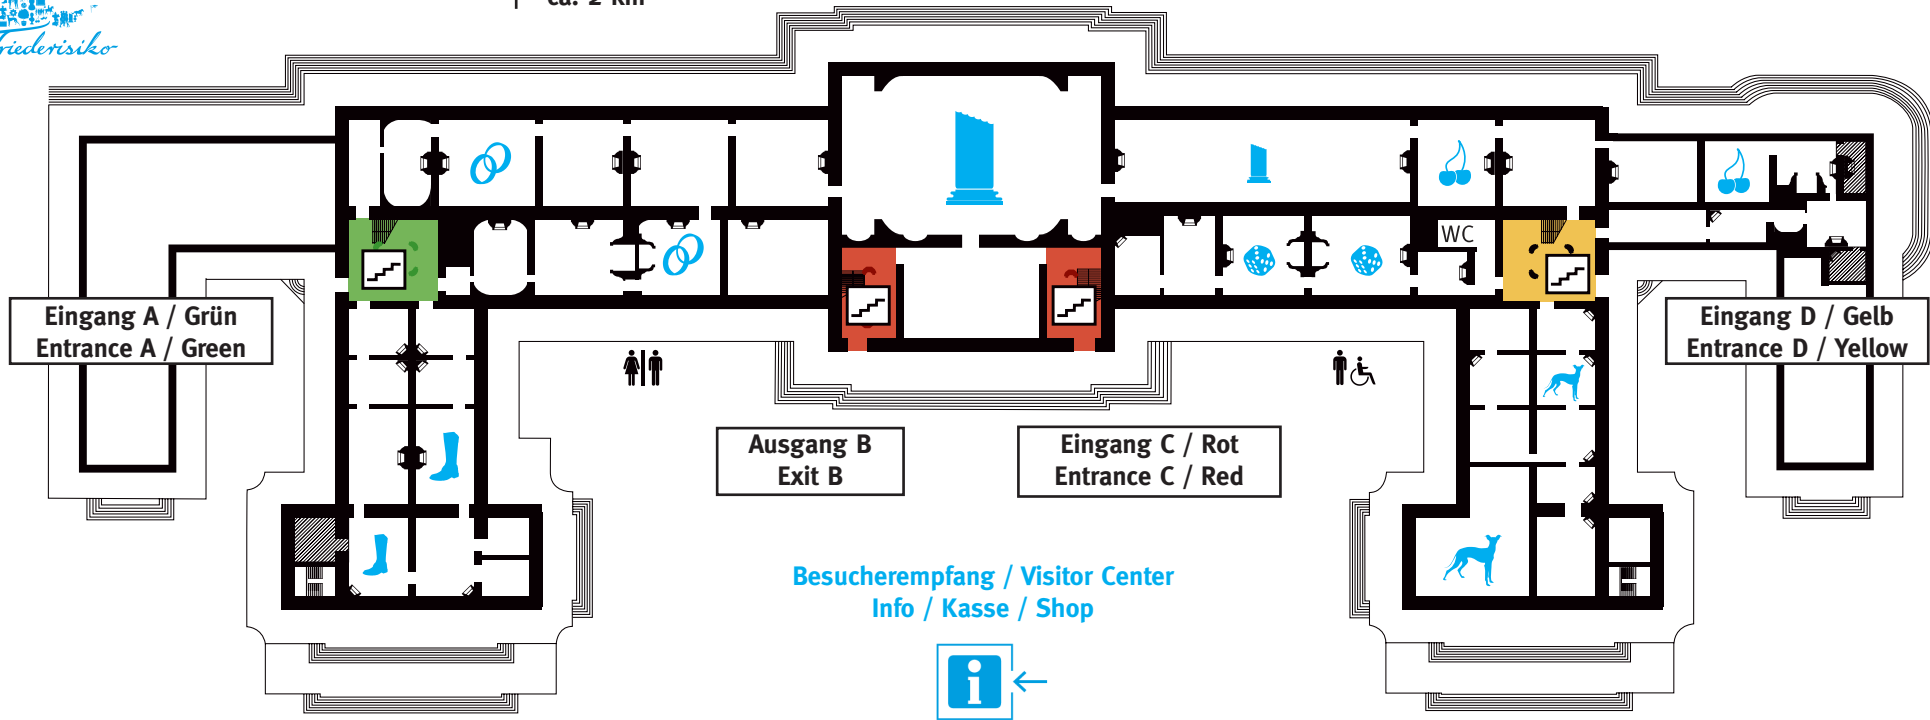 ca. 2 km
Friederisiko
WC
Eingang A / Grün
Entrance A / Green
Eingang D / Gelb
Entrance D / Yellow
Ausgang B
Exit B
Eingang C / Rot
Entrance C / Red
Besucherempfang / Visitor Center
Info / Kasse / Shop
i